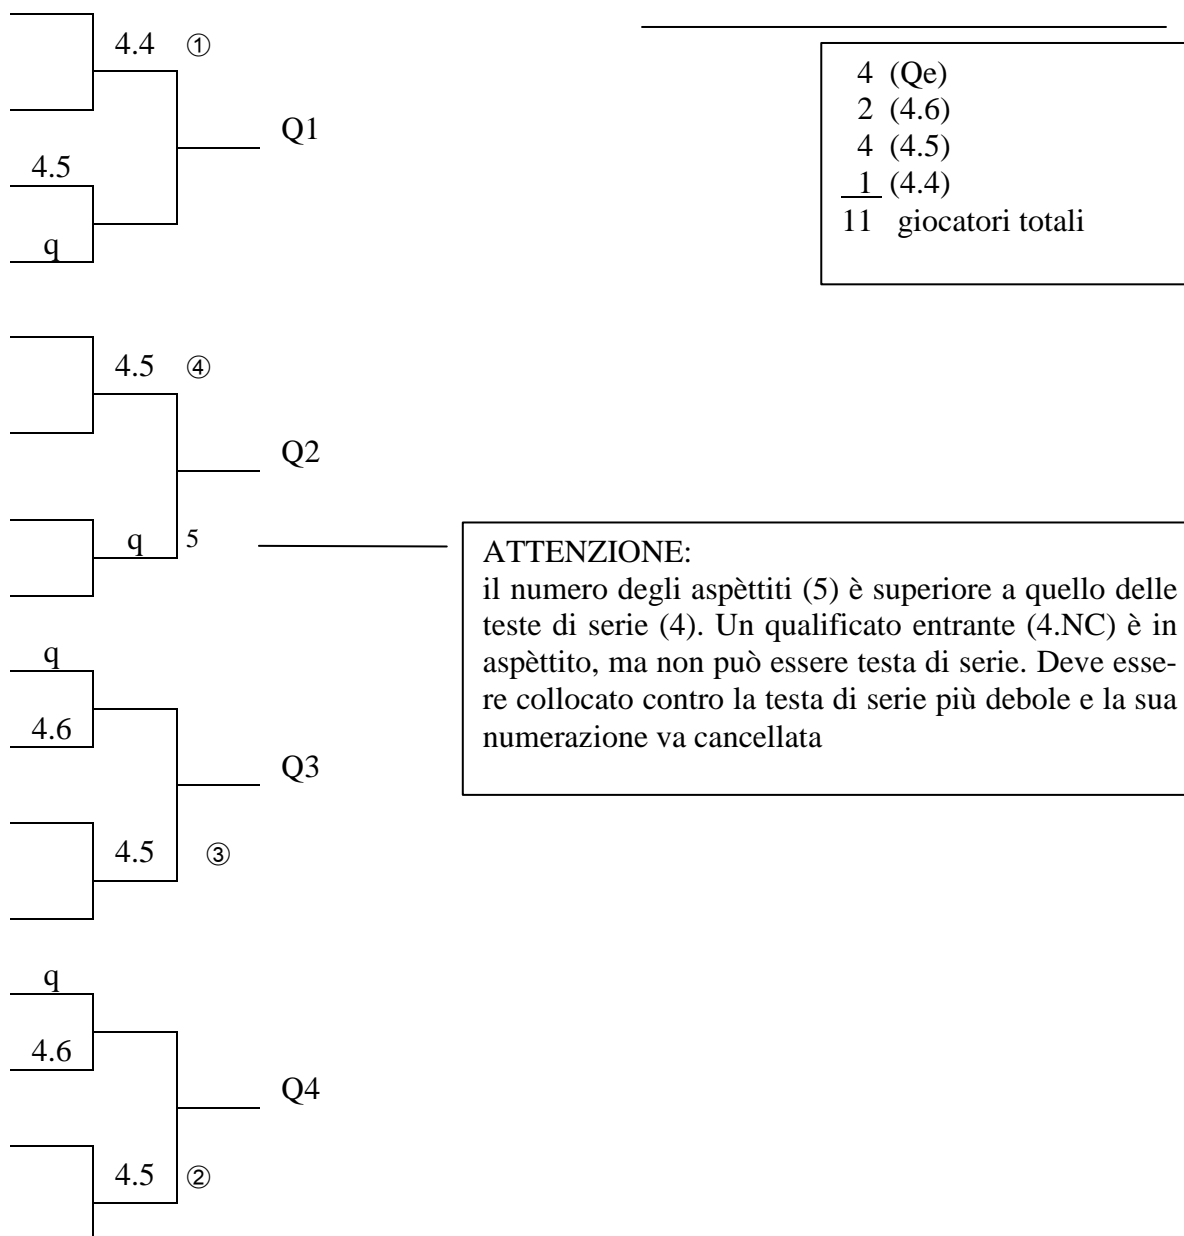 4.4 ①
Q1
4.5
q
4 (Qe)
2 (4.6)
4 (4.5)
1 (4.4)
11 giocatori totali
4.5 ④
Q2
q 5
ATTENZIONE:
il numero degli aspèttiti (5) è superiore a quello delle
teste di serie (4). Un qualificato entrante (4.NC) è in
aspèttito, ma non può essere testa di serie. Deve esse-
re collocato contro la testa di serie più debole e la sua
numerazione va cancellata
q
4.6
Q3
4.5 ③
q
4.6
Q4
4.5 ②